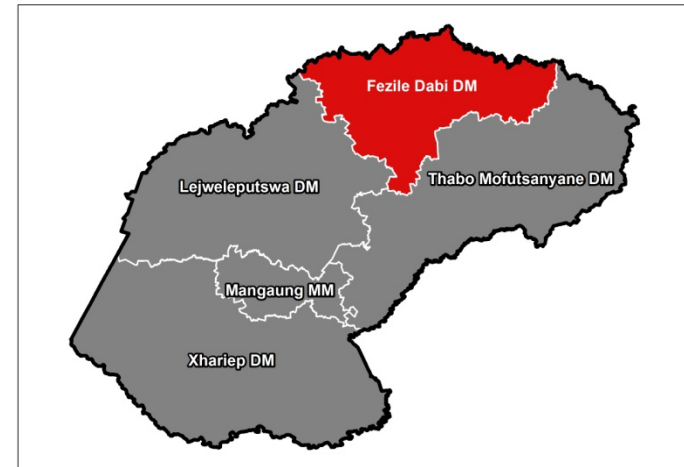 Fezile Dabi DM
Thabo Mofutsanyane DM
Lejweleputswa DM
Mangaung MM
Xhariep DM